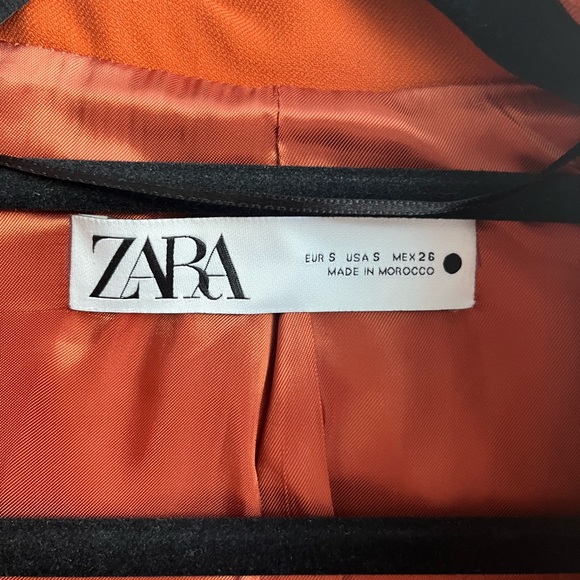 ZARA
EUR S USA S MEX 26
MADE IN MOROCCO